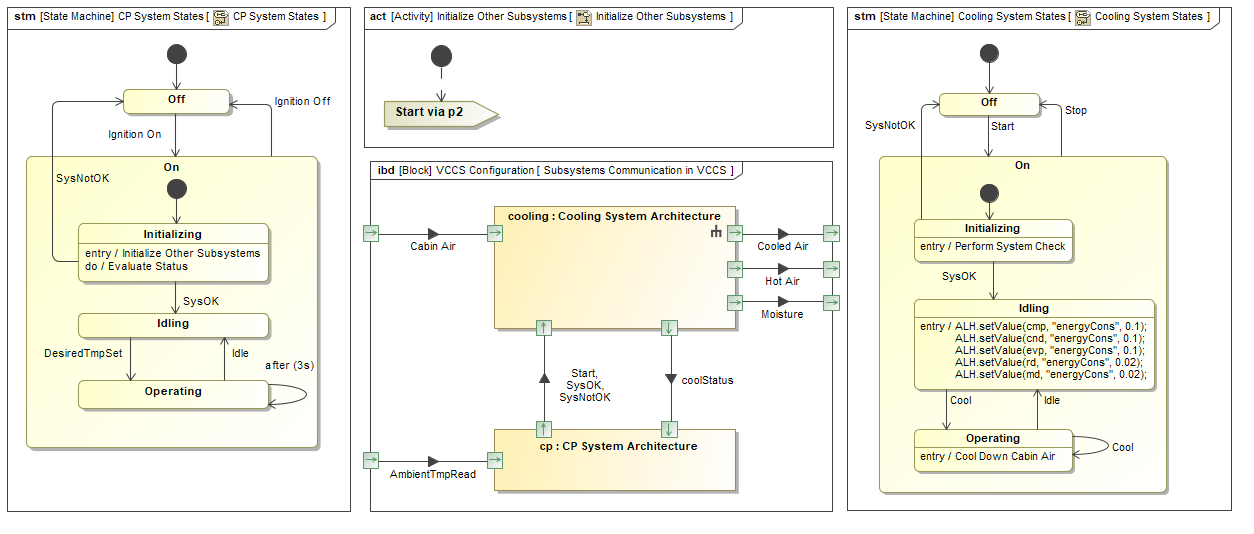 stm [State Machine] CP System States [ CP System States ]
Off
Ignition Off
Ignition On
On
SysNotOK
Initializing
entry / Initialize Other Subsystems
do / Evaluate Status
SysOK
Idling
DesiredTmpSet
Idle
after (3s)
Operating
act [Activity] Initialize Other Subsystems [ Initialize Other Subsystems ]
Start via p2
ibd [Block] VCCS Configuration [ Subsystems Communication in VCCS ]
cooling : Cooling System Architecture
Cabin Air
Cooled Air
Hot Air
Moisture
Start,
SysOK,
SysNotOK
coolStatus
cp : CP System Architecture
AmbientTmpRead
stm [State Machine] Cooling System States [ Cooling System States ]
Off
SysNotOK
Start
Stop
On
Initializing
entry / Perform System Check
SysOK
Idling
entry / ALH.setValue(cmp, "energyCons", 0.1);
ALH.setValue(cnd, "energyCons", 0.1);
ALH.setValue(evp, "energyCons", 0.1);
ALH.setValue(rd, "energyCons", 0.02);
ALH.setValue(md, "energyCons", 0.02);
Cool
Idle
Operating
entry / Cool Down Cabin Air
Cool